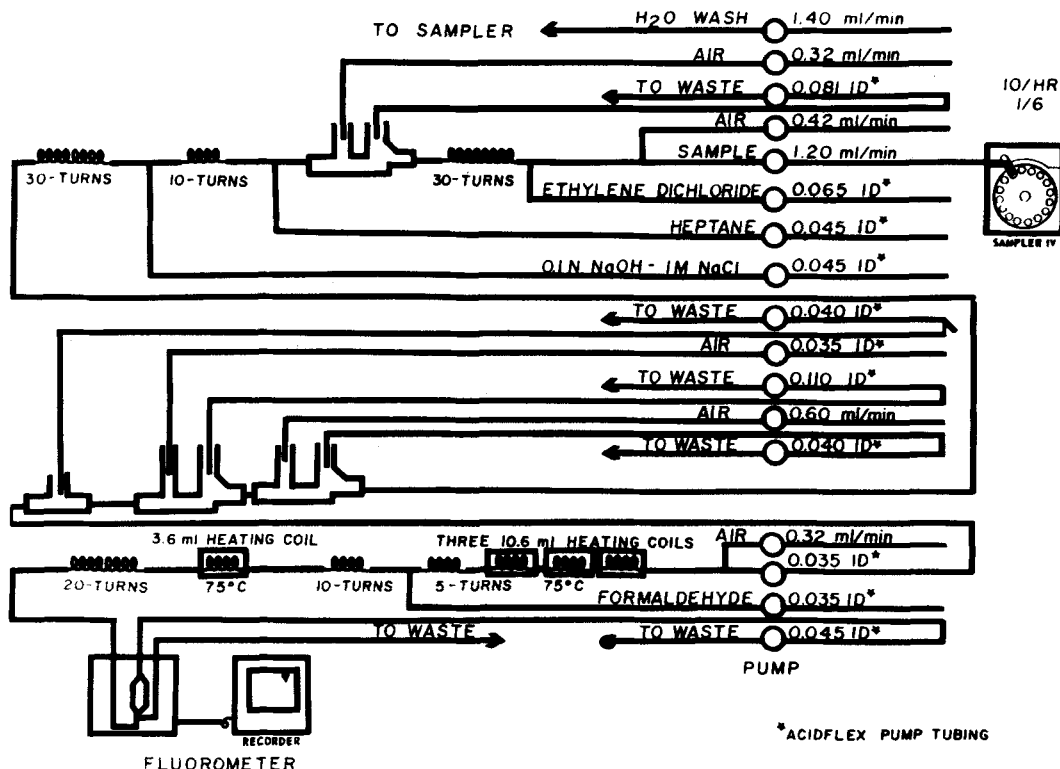 TO SAMPLER
H2O WASH 1.40 ml/min
AIR 0.32 ml/min
TO WASTE 0.081 ID*
10/HR
1/6
AIR 0.42 ml/min
SAMPLE 1.20 ml/min
30-TURNS 10-TURNS 30-TURNS
ETHYLENE DICHLORIDE 0.065 ID*
HEPTANE 0.045 ID*
SAMPLER IV
0.1N NaOH - 1M NaCl 0.045 ID*
TO WASTE 0.040 ID*
AIR 0.035 ID*
TO WASTE 0.110 ID*
AIR 0.60 ml/min
TO WASTE 0.040 ID*
3.6 ml HEATING COIL THREE 10.6 ml HEATING COILS
AIR 0.32 ml/min
0.035 ID*
20-TURNS 75°C 10-TURNS 5-TURNS 75°C
FORMALDEHYDE 0.035 ID*
TO WASTE TO WASTE 0.045 ID*
PUMP
RECORDER
*ACIDFLEX PUMP TUBING
FLUOROMETER